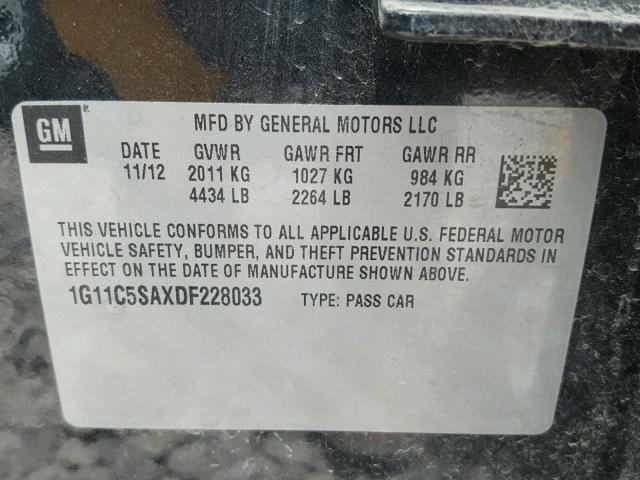 GM®
MFD BY GENERAL MOTORS LLC
DATE GVWR GAWR FRT GAWR RR
11/12 2011 KG 1027 KG 984 KG
4434 LB 2264 LB 2170 LB
THIS VEHICLE CONFORMS TO ALL APPLICABLE U.S. FEDERAL MOTOR
VEHICLE SAFETY, BUMPER, AND THEFT PREVENTION STANDARDS IN
EFFECT ON THE DATE OF MANUFACTURE SHOWN ABOVE.
1G11C5SAXDF228033 TYPE: PASS CAR